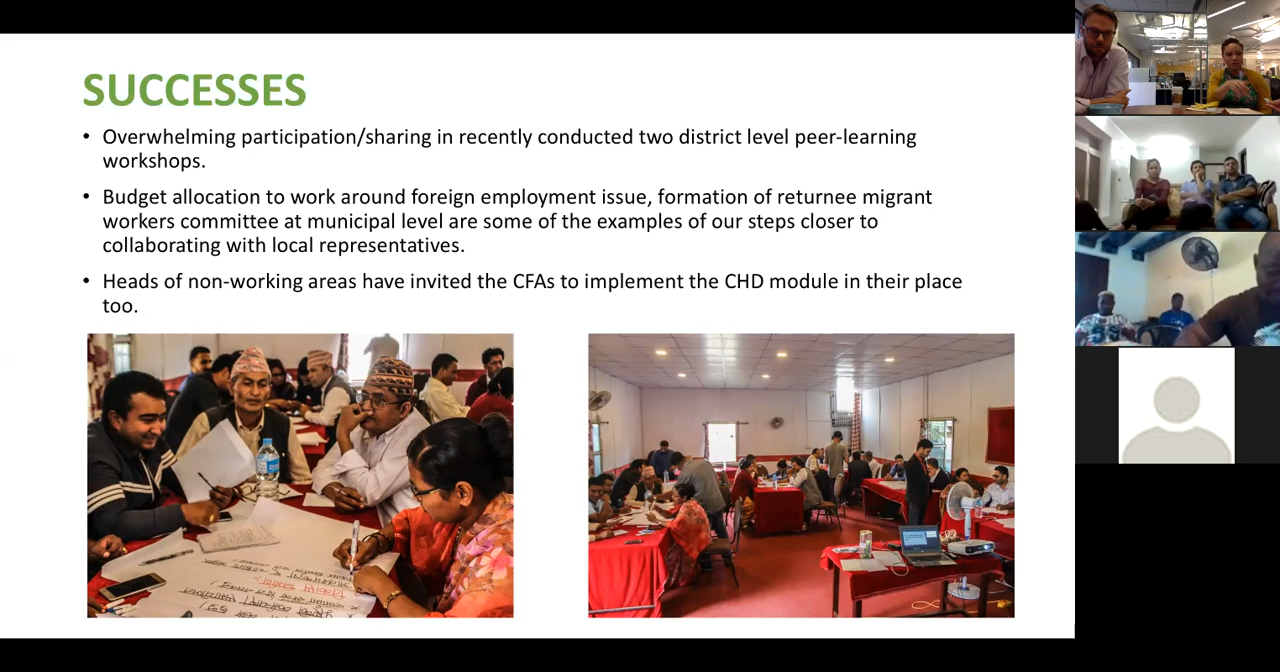 SUCCESSES
• Overwhelming participation/sharing in recently conducted two district level peer-learning
workshops.
• Budget allocation to work around foreign employment issue, formation of returnee migrant
workers committee at municipal level are some of the examples of our steps closer to
collaborating with local representatives.
• Heads of non-working areas have invited the CFAs to implement the CHD module in their place
too.